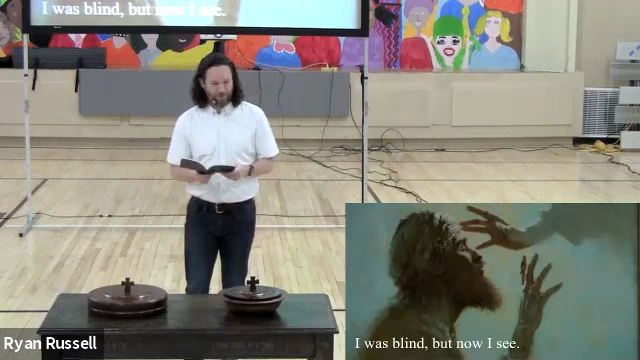 I was blind, but now I see.
I was blind, but now I see.
Ryan Russell